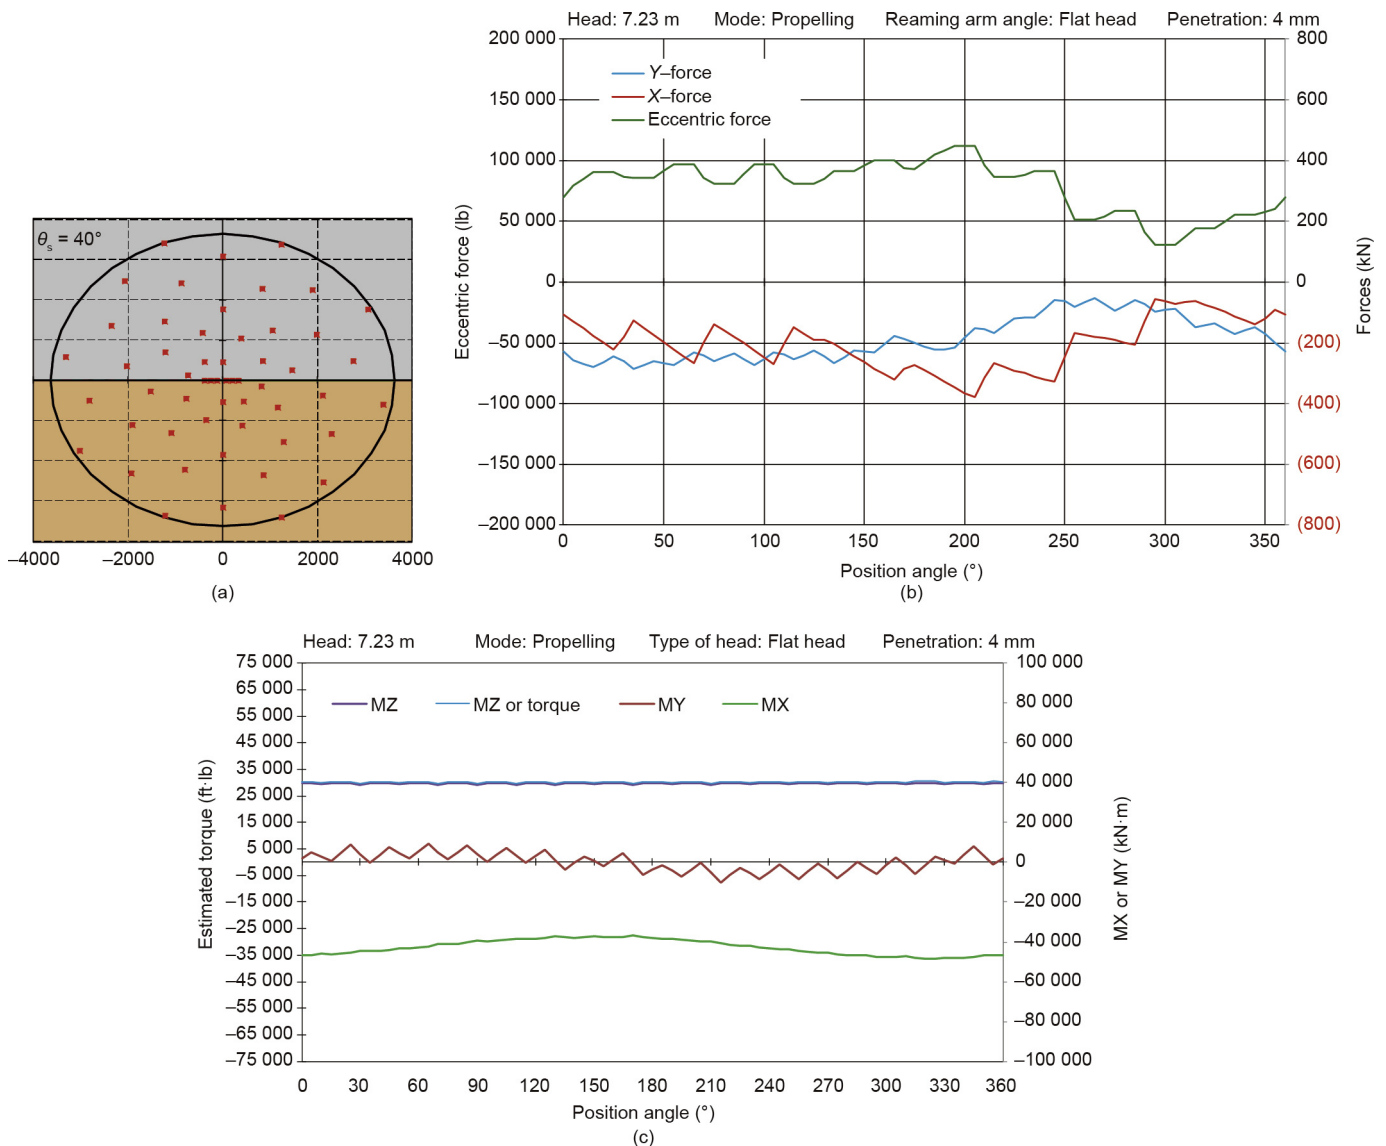 θs = 40°
–4000 –2000 0 2000 4000
(a)
Head: 7.23 m Mode: Propelling Reaming arm angle: Flat head Penetration: 4 mm
200 000
150 000
100 000
50 000
0
–50 000
–100 000
–150 000
–200 000
Eccentric force (lb)
Y–force
X–force
Eccentric force
800
600
400
200
0
(200)
(400)
(600)
(800)
Forces (kN)
0 50 100 150 200 250 300 350
Position angle (°)
(b)
Head: 7.23 m Mode: Propelling Type of head: Flat head Penetration: 4 mm
75 000
65 000
55 000
45 000
35 000
25 000
15 000
5 000
–5 000
–15 000
–25 000
–35 000
–45 000
–55 000
–65 000
–75 000
Estimated torque (ft·lb)
MZ MZ or torque MY MX
100 000
80 000
60 000
40 000
20 000
0
–20 000
–40 000
–60 000
–80 000
–100 000
MX or MY (kN·m)
0 30 60 90 120 150 180 210 240 270 300 330 360
Position angle (°)
(c)